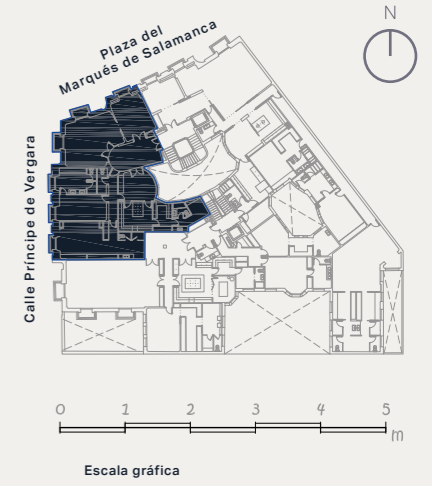 N
Plaza del
Marqués de Salamanca
Calle Príncipe de Vergara
0 1 2 3 4 5
m
Escala gráfica